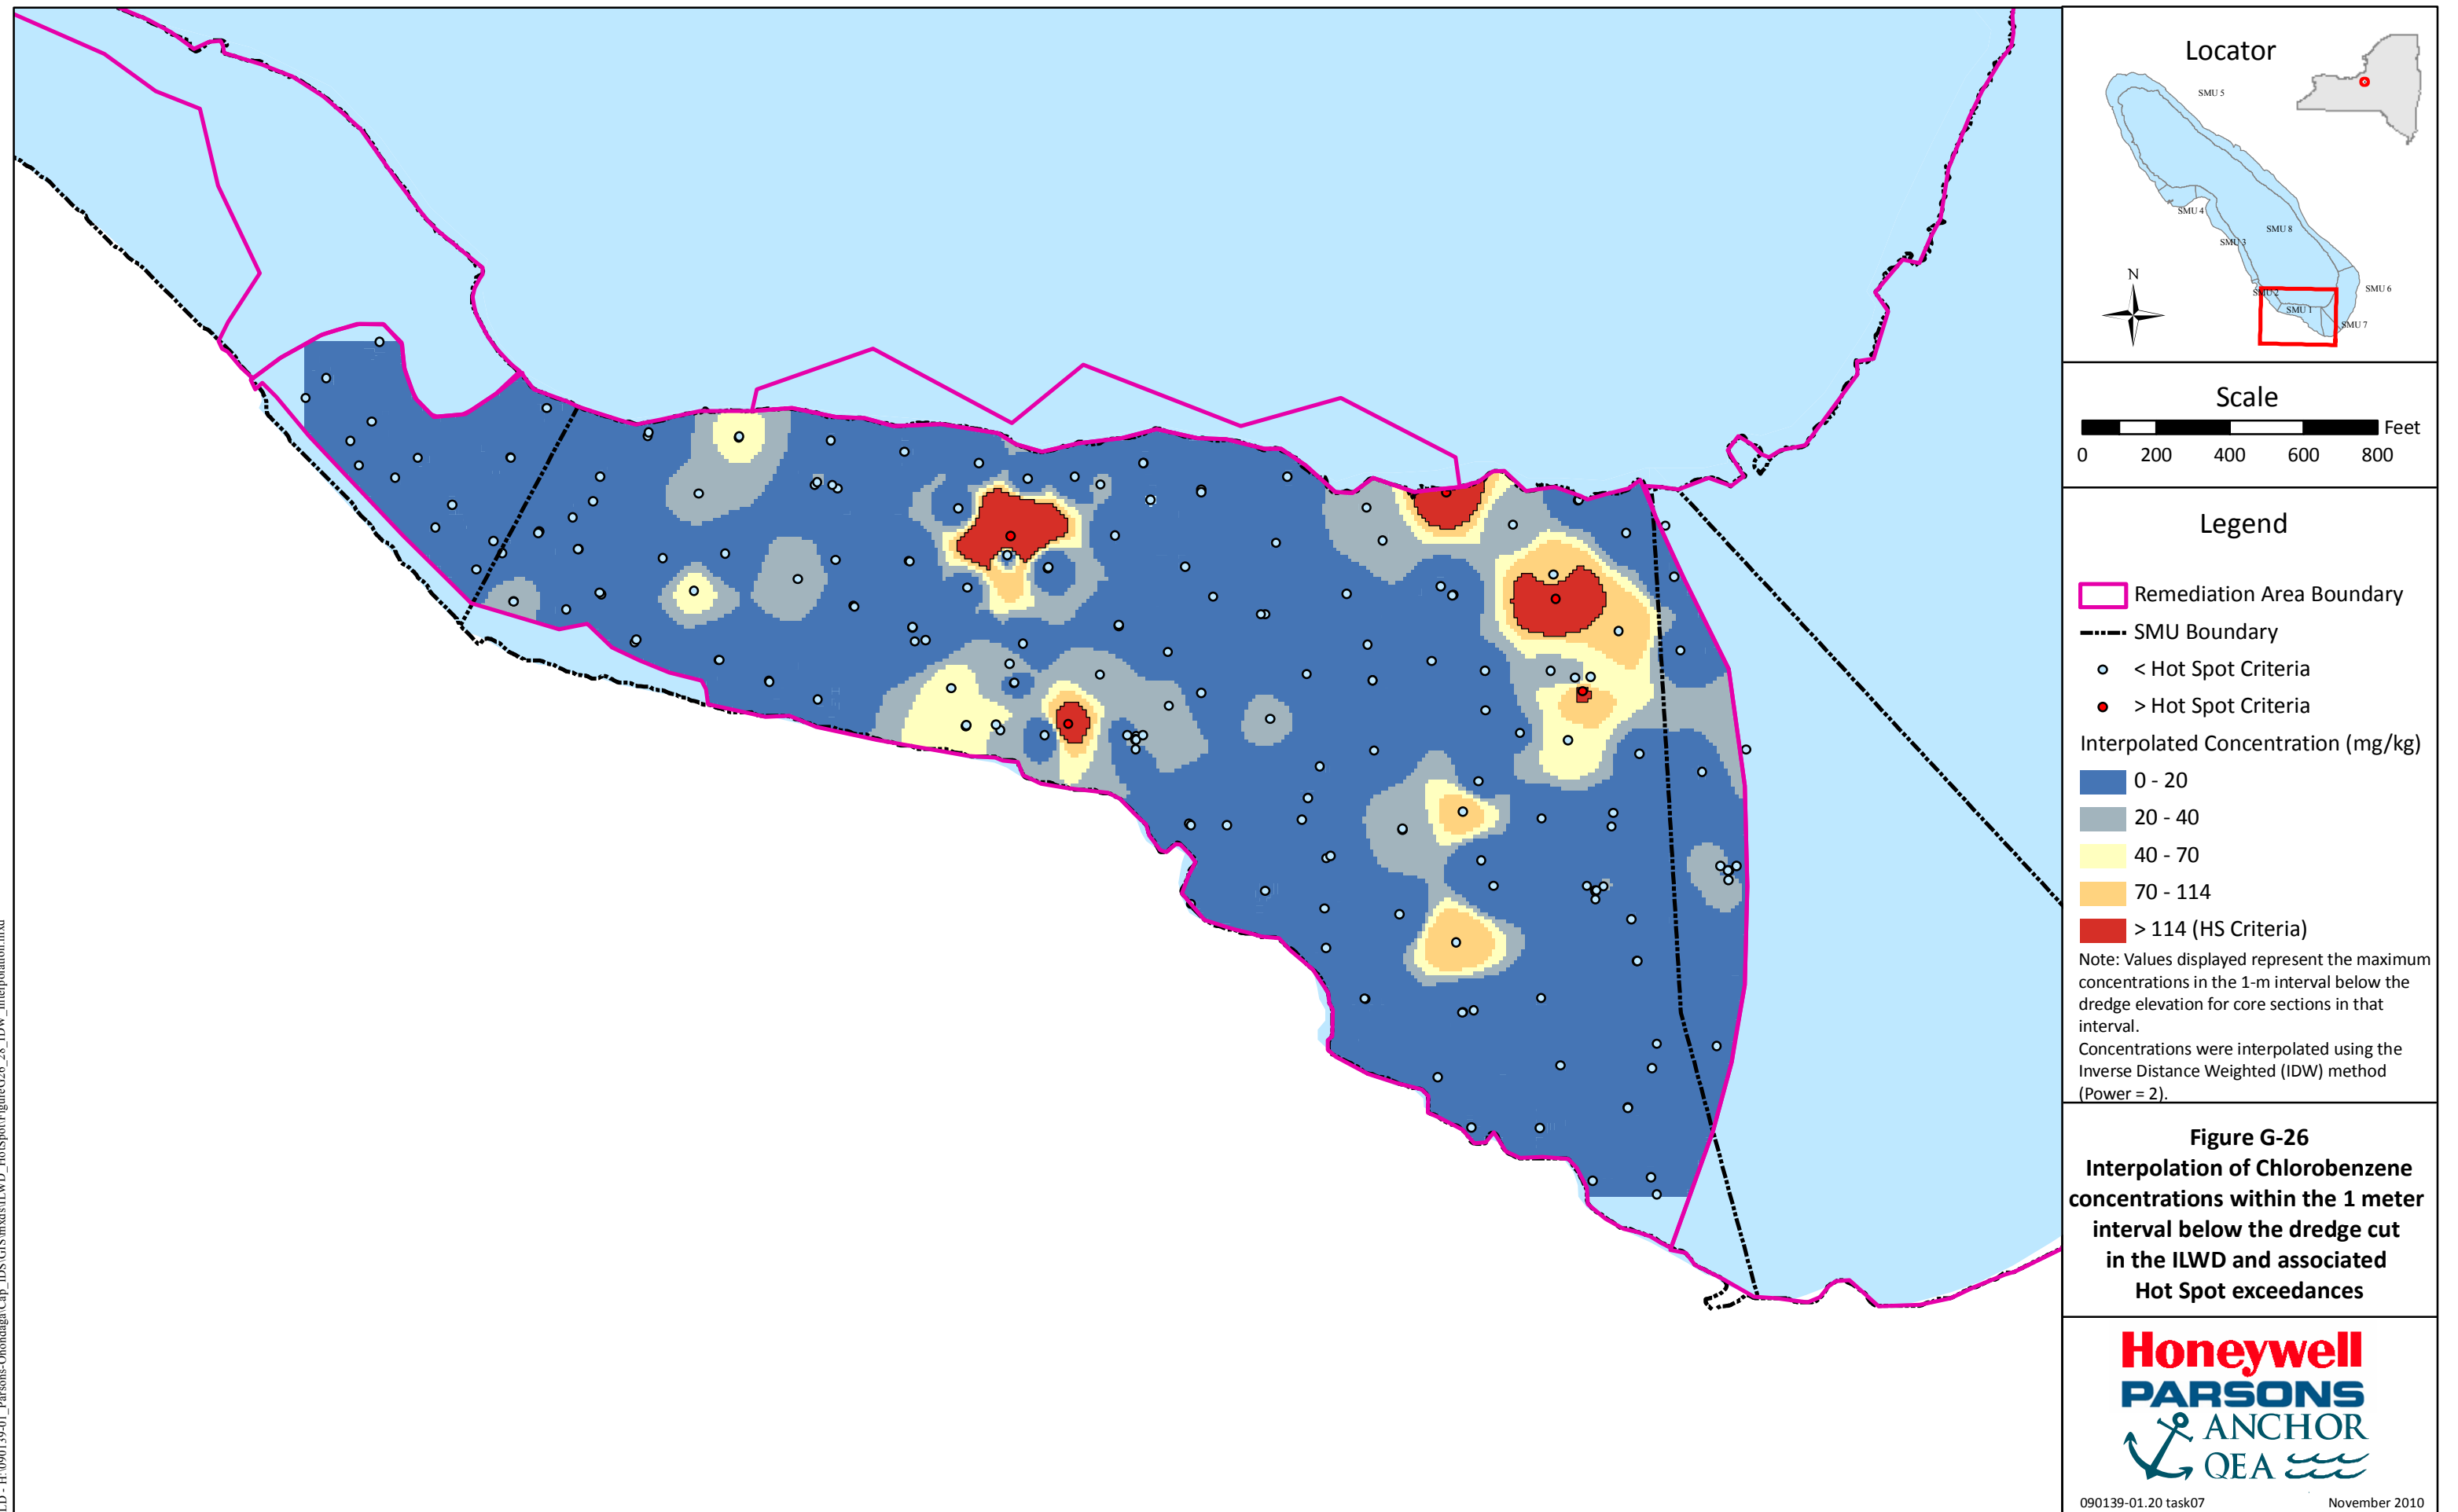 Locator
SMU 5
SMU 4
SMU 8
SMU 3
N
SMU 2
SMU 6
SMU 1
SMU 7
Scale
Feet
0 200 400 600 800
Legend
Remediation Area Boundary
SMU Boundary
< Hot Spot Criteria
> Hot Spot Criteria
Interpolated Concentration (mg/kg)
0 - 20
20 - 40
40 - 70
70 - 114
> 114 (HS Criteria)
Note: Values displayed represent the maximum
concentrations in the 1-m interval below the
dredge elevation for core sections in that
interval.
Concentrations were interpolated using the
Inverse Distance Weighted (IDW) method
(Power = 2).
Figure G-26
Interpolation of Chlorobenzene
concentrations within the 1 meter
interval below the dredge cut
in the ILWD and associated
Hot Spot exceedances
Honeywell
PARSONS
ANCHOR
QEA
090139-01.20 task07 November 2010